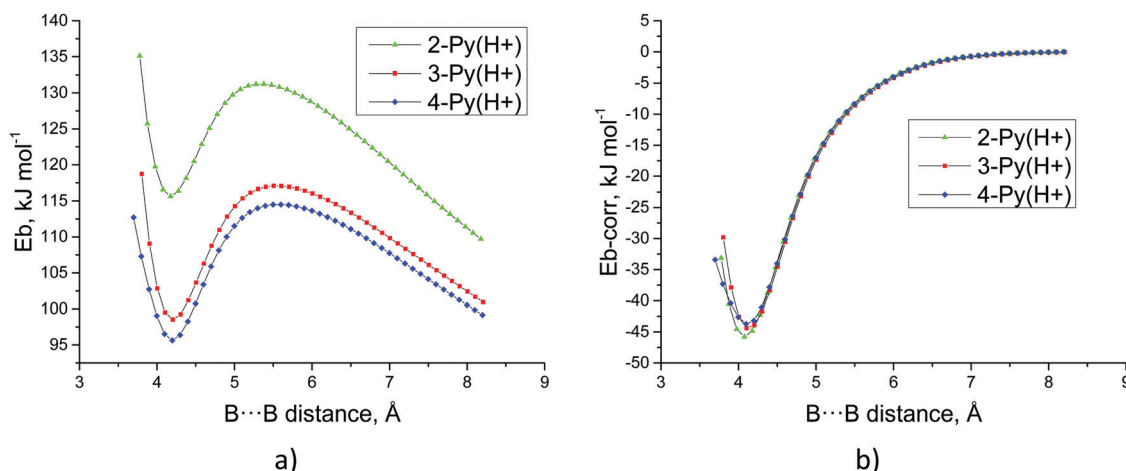 140
135
130
125
120
115
110
105
100
95
Eb, kJ mol⁻¹
2-Py(H+)
3-Py(H+)
4-Py(H+)
3 4 5 6 7 8 9
B···B distance, Å
a)
5
0
-5
-10
-15
-20
-25
-30
-35
-40
-45
-50
Eb-corr, kJ mol⁻¹
2-Py(H+)
3-Py(H+)
4-Py(H+)
3 4 5 6 7 8 9
B···B distance, Å
b)